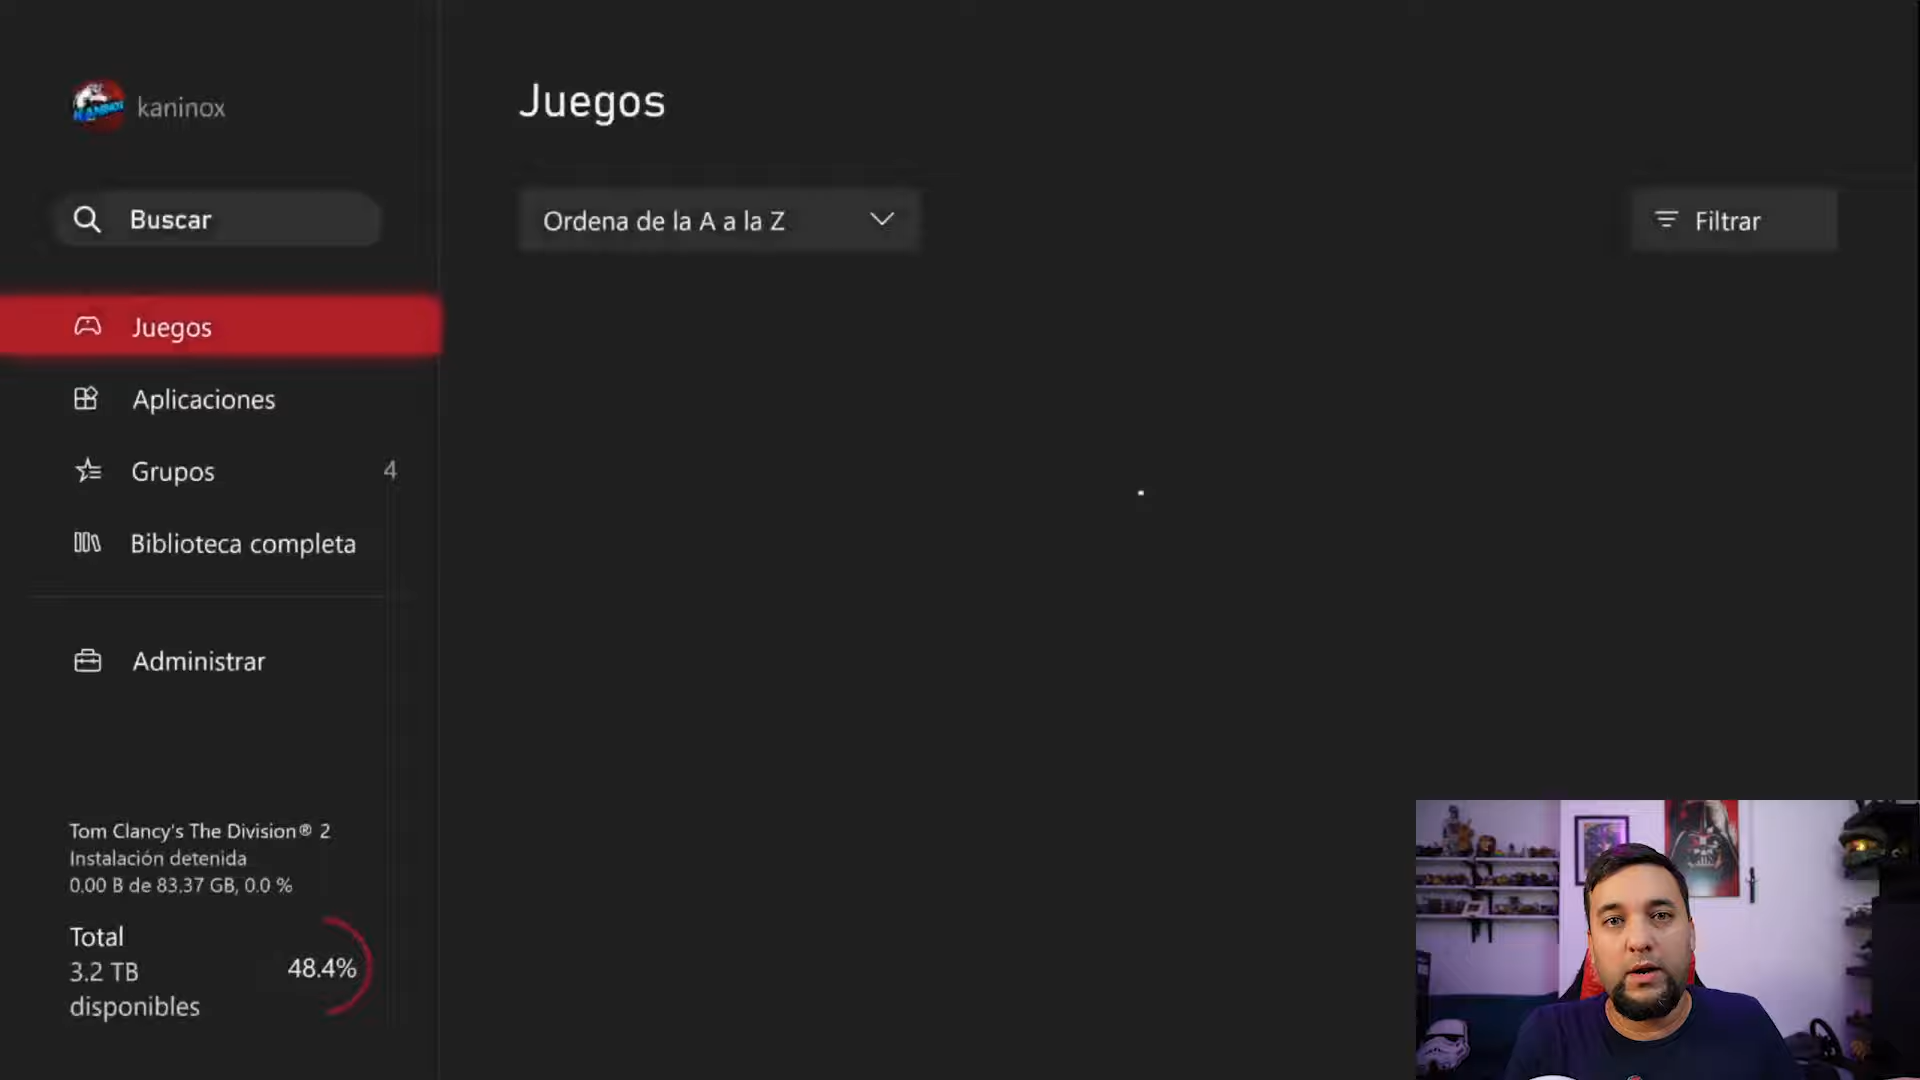 kaninox
Juegos
Buscar
Ordena de la A a la Z
Filtrar
Juegos
Aplicaciones
Grupos 4
Biblioteca completa
Administrar
Tom Clancy's The Division® 2
Instalación detenida
0.00 B de 83.37 GB, 0.0 %
Total
3.2 TB
disponibles
48.4%